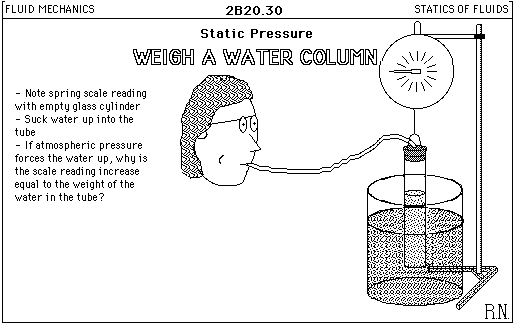 FLUID MECHANICS
2B20.30
STATICS OF FLUIDS
Static Pressure
WEIGH A WATER COLUMN
- Note spring scale reading
with empty glass cylinder
- Suck water up into the
tube
- If atmospheric pressure
forces the water up, why is
the scale reading increase
equal to the weight of the
water in the tube?
R.N.